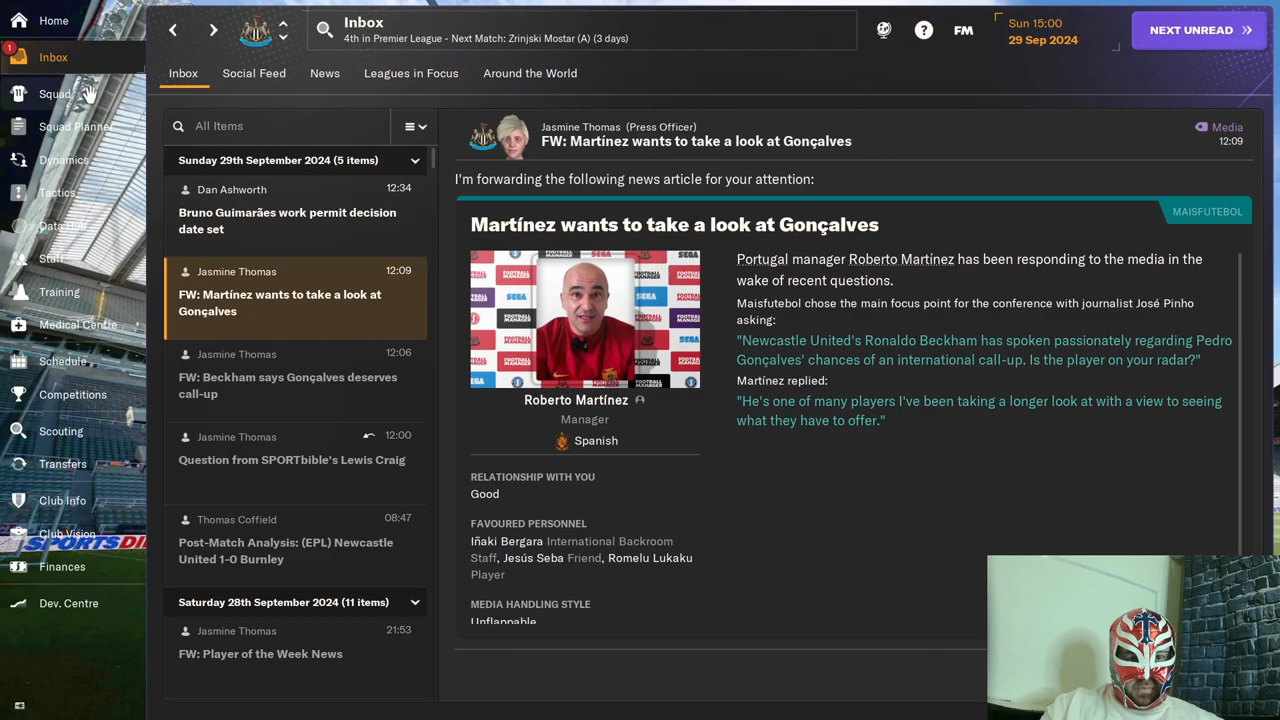 Home
1
Inbox
Squad
Squad Planner
Dynamics
Tactics
Data Hub
Staff
Training
Medical Centre
Schedule
Competitions
Scouting
Transfers
Club Info
Club Vision
SPORTS DI
Finances
Dev. Centre
Inbox
4th in Premier League - Next Match: Zrinjski Mostar (A) (3 days)
?
FM
Sun 15:00
29 Sep 2024
NEXT UNREAD
Inbox
Social Feed
News
Leagues in Focus
Around the World
All Items
Sunday 29th September 2024 (5 items)
Dan Ashworth
12:34
Bruno Guimarães work permit decision
date set
Jasmine Thomas
12:09
FW: Martínez wants to take a look at
Gonçalves
Jasmine Thomas
12:06
FW: Beckham says Gonçalves deserves
call-up
Jasmine Thomas
12:00
Question from SPORTbible's Lewis Craig
Thomas Coffield
08:47
Post-Match Analysis: (EPL) Newcastle
United 1-0 Burnley
Saturday 28th September 2024 (11 items)
Jasmine Thomas
21:53
FW: Player of the Week News
Jasmine Thomas (Press Officer)
FW: Martínez wants to take a look at Gonçalves
Media
12:09
I'm forwarding the following news article for your attention:
MAISFUTEBOL
Martínez wants to take a look at Gonçalves
Roberto Martínez
Manager
Spanish
RELATIONSHIP WITH YOU
Good
FAVOURED PERSONNEL
Iñaki Bergara International Backroom
Staff, Jesús Seba Friend, Romelu Lukaku
Player
MEDIA HANDLING STYLE
Unflappable
Portugal manager Roberto Martínez has been responding to the media in the
wake of recent questions.
Maisfutebol chose the main focus point for the conference with journalist José Pinho
asking:
"Newcastle United's Ronaldo Beckham has spoken passionately regarding Pedro
Gonçalves' chances of an international call-up. Is the player on your radar?"
Martínez replied:
"He's one of many players I've been taking a longer look at with a view to seeing
what they have to offer."